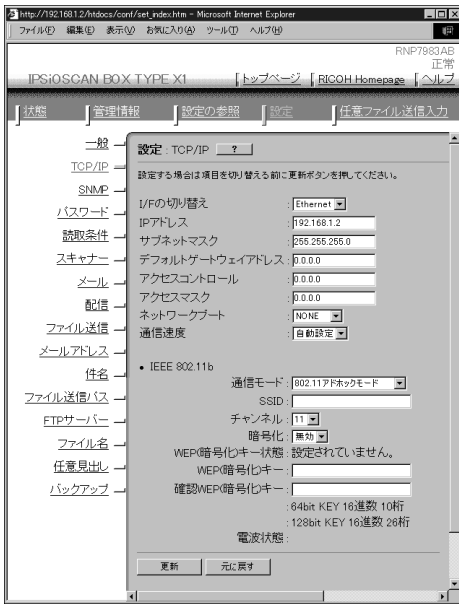 http://192.168.1.2/htdocs/conf/set_index.htm - Microsoft Internet Explorer
ファイル(F) 編集(E) 表示(V) お気に入り(A) ツール(T) ヘルプ(H)
RNP7983AB
正常
IPSiOSCAN BOX TYPE X1 [トップページ [RICOH Homepage [ヘルプ
状態 管理情報 設定の参照 設定 任意ファイル送信入力
一般
TCP/IP
SNMP
パスワード
読取条件
スキャナー
メール
配信
ファイル送信
メールアドレス
件名
ファイル送信パス
FTPサーバー
ファイル名
任意見出し
バックアップ
設定 : TCP/IP ?
設定する場合は項目を切り替える前に更新ボタンを押してください。
I/Fの切り替え : Ethernet
IPアドレス : 192.168.1.2
サブネットマスク : 255.255.255.0
デフォルトゲートウェイアドレス : 0.0.0.0
アクセスコントロール : 0.0.0.0
アクセスマスク : 0.0.0.0
ネットワークブート : NONE
通信速度 : 自動設定
• IEEE 802.11b
通信モード : 802.11アドホックモード
SSID :
チャンネル : 11
暗号化 : 無効
WEP(暗号化)キー状態 : 設定されていません。
WEP(暗号化)キー :
確認WEP(暗号化)キー :
: 64bit KEY 16進数 10桁
: 128bit KEY 16進数 26桁
電波状態 :
更新 元に戻す